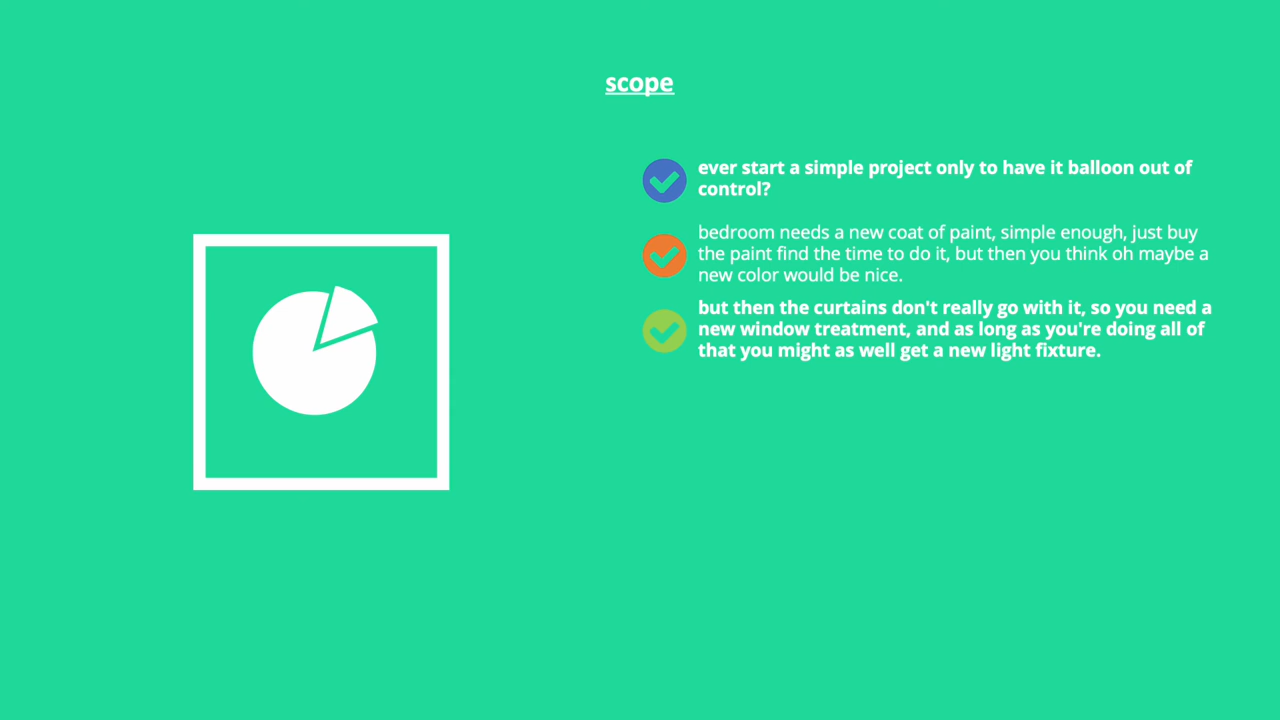 scope
ever start a simple project only to have it balloon out of
control?
bedroom needs a new coat of paint, simple enough, just buy
the paint find the time to do it, but then you think oh maybe a
new color would be nice.
but then the curtains don't really go with it, so you need a
new window treatment, and as long as you're doing all of
that you might as well get a new light fixture.